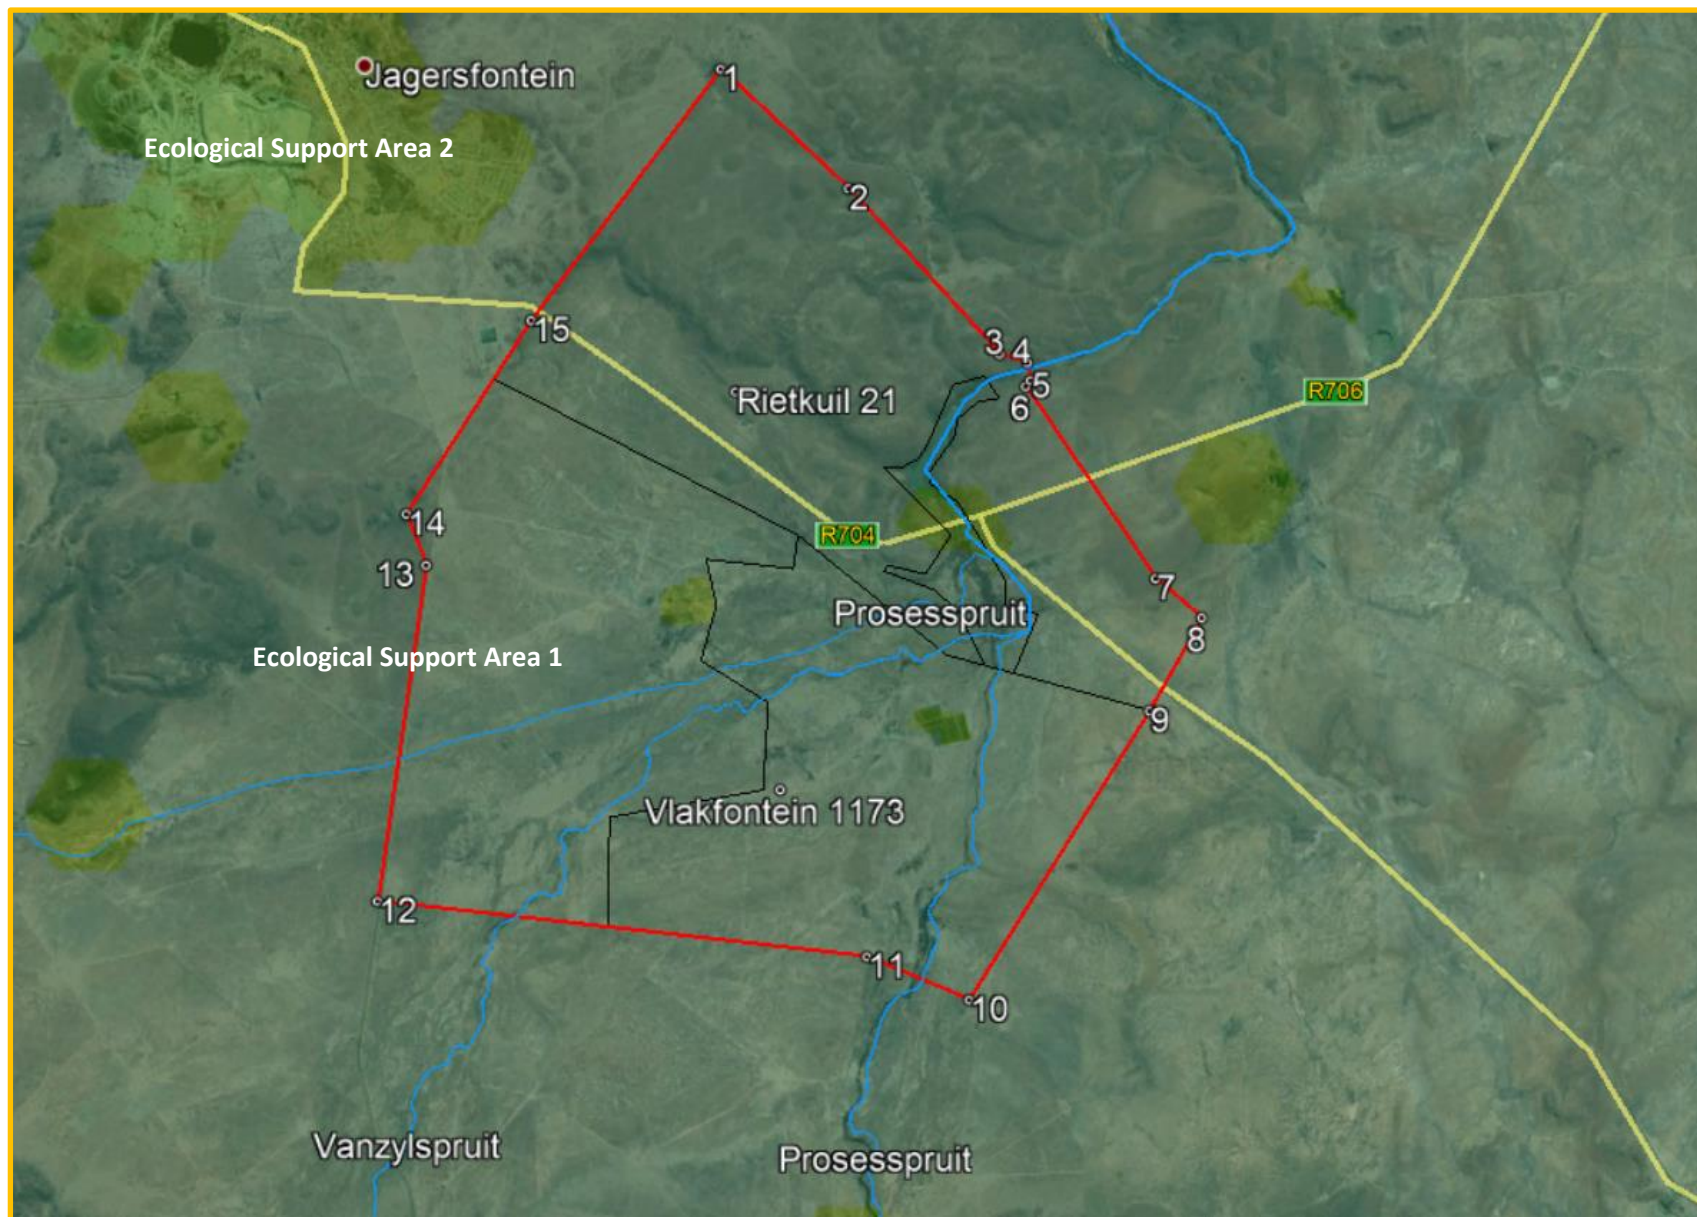 Jagersfontein
1
Ecological Support Area 2
2
15
3
4
5
6
R706
Rietkuil 21
14
R704
13
7
Prosesspruit
8
Ecological Support Area 1
9
Vlakfontein 1173
12
11
10
Vanzylspruit
Prosesspruit